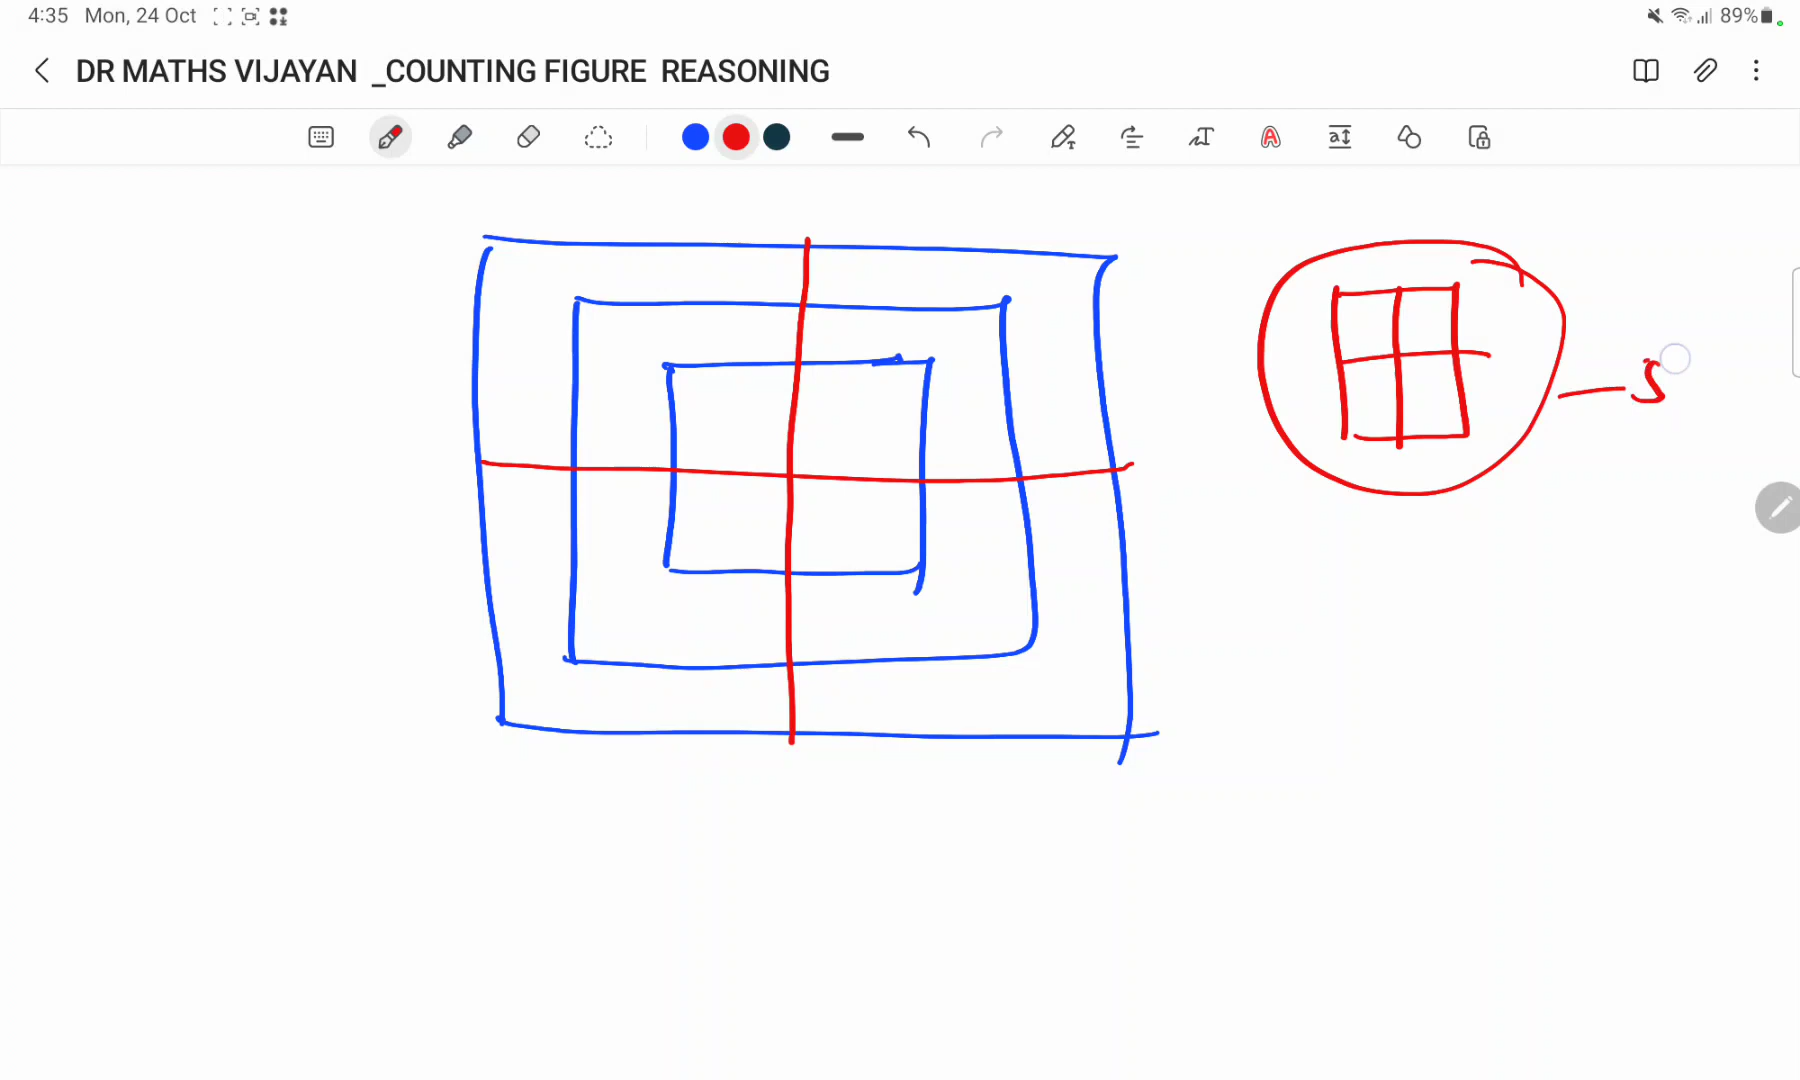 4:35 Mon, 24 Oct
89%
DR MATHS VIJAYAN _COUNTING FIGURE REASONING
T
T
A
a
— 5